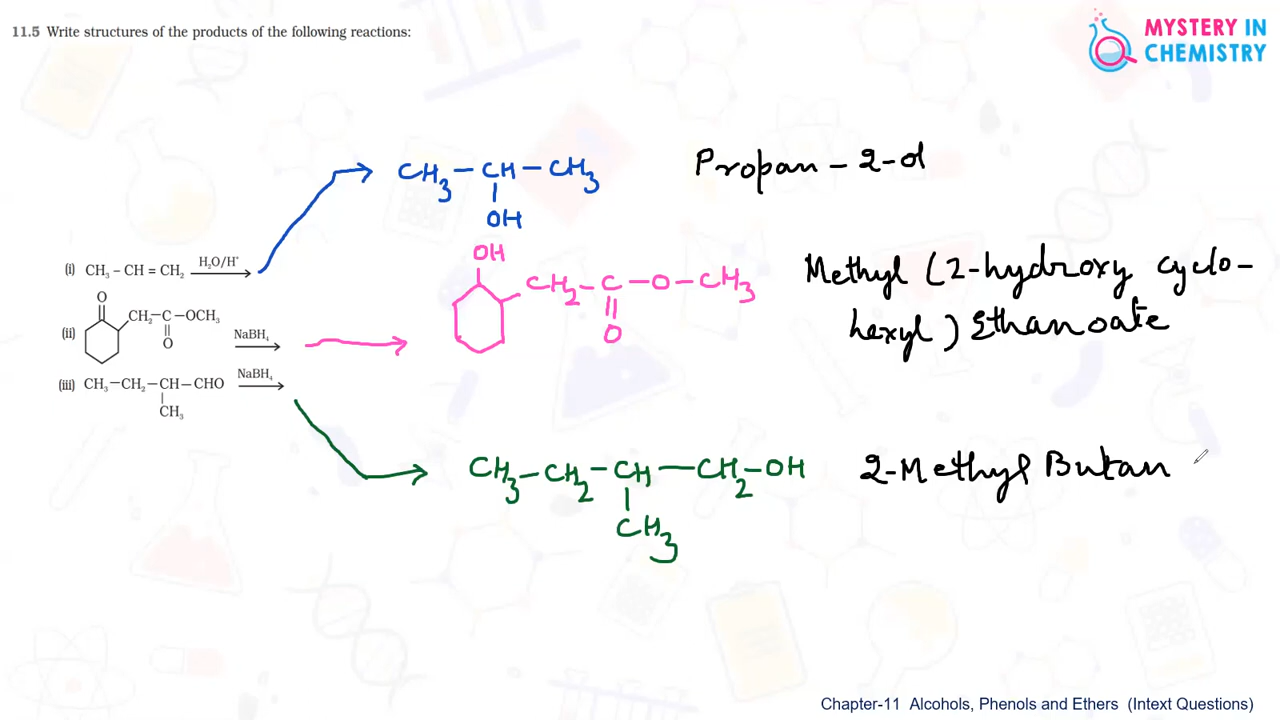 11.5 Write structures of the products of the following reactions:
MYSTERY IN
CHEMISTRY
CH₃ – CH – CH₃
|
OH
Propan – 2-ol
(i) CH₃ – CH = CH₂ H₂O/H⁺
OH
CH₂ – C – O – CH₃
||
O
Methyl (2-hydroxy cyclo-
hexyl) Ethanoate
(ii)
O
CH₂–C–OCH₃
||
O
NaBH₄
(iii) CH₃–CH₂–CH–CHO NaBH₄
|
CH₃
CH₃–CH₂–CH–CH₂–OH
|
CH₃
2-Methyl Butan
Chapter-11 Alcohols, Phenols and Ethers (Intext Questions)